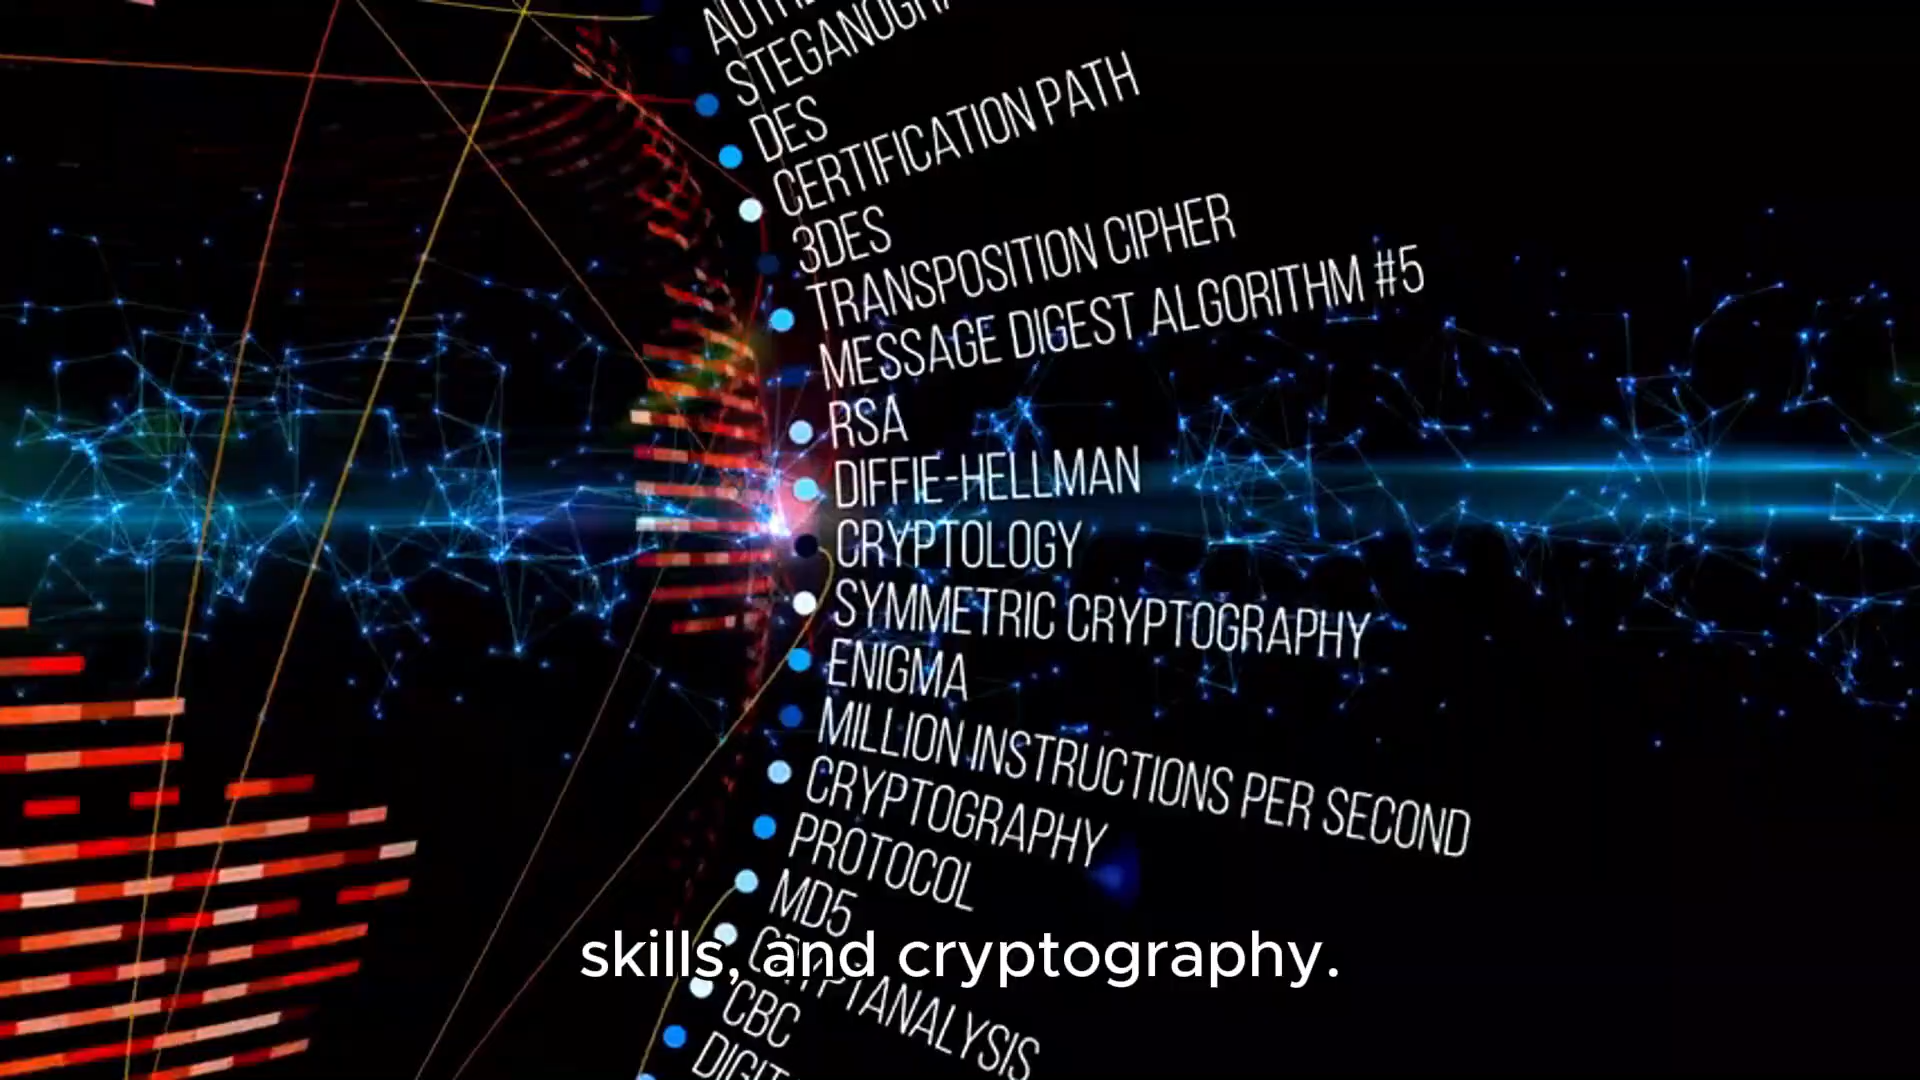 DES
CERTIFICATION PATH
3DES
TRANSPOSITION CIPHER
MESSAGE DIGEST ALGORITHM #5
RSA
DIFFIE-HELLMAN
CRYPTOLOGY
SYMMETRIC CRYPTOGRAPHY
ENIGMA
MILLION INSTRUCTIONS PER SECOND
CRYPTOGRAPHY
PROTOCOL
MD5
CRYPTANALYSIS
CBC
skills, and cryptography.